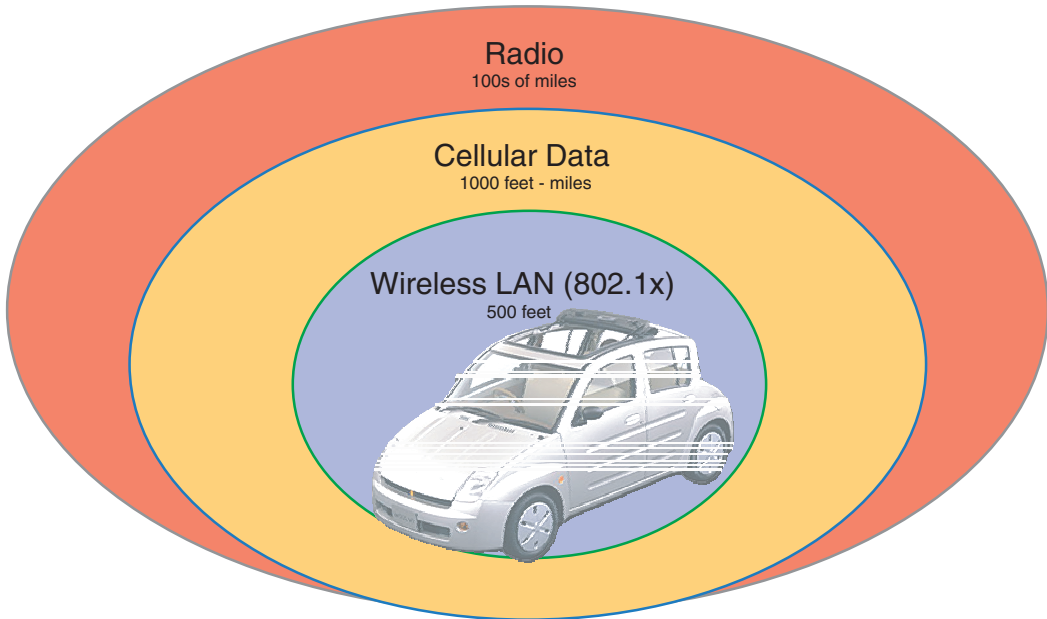 Radio
100s of miles
Cellular Data
1000 feet - miles
Wireless LAN (802.1x)
500 feet